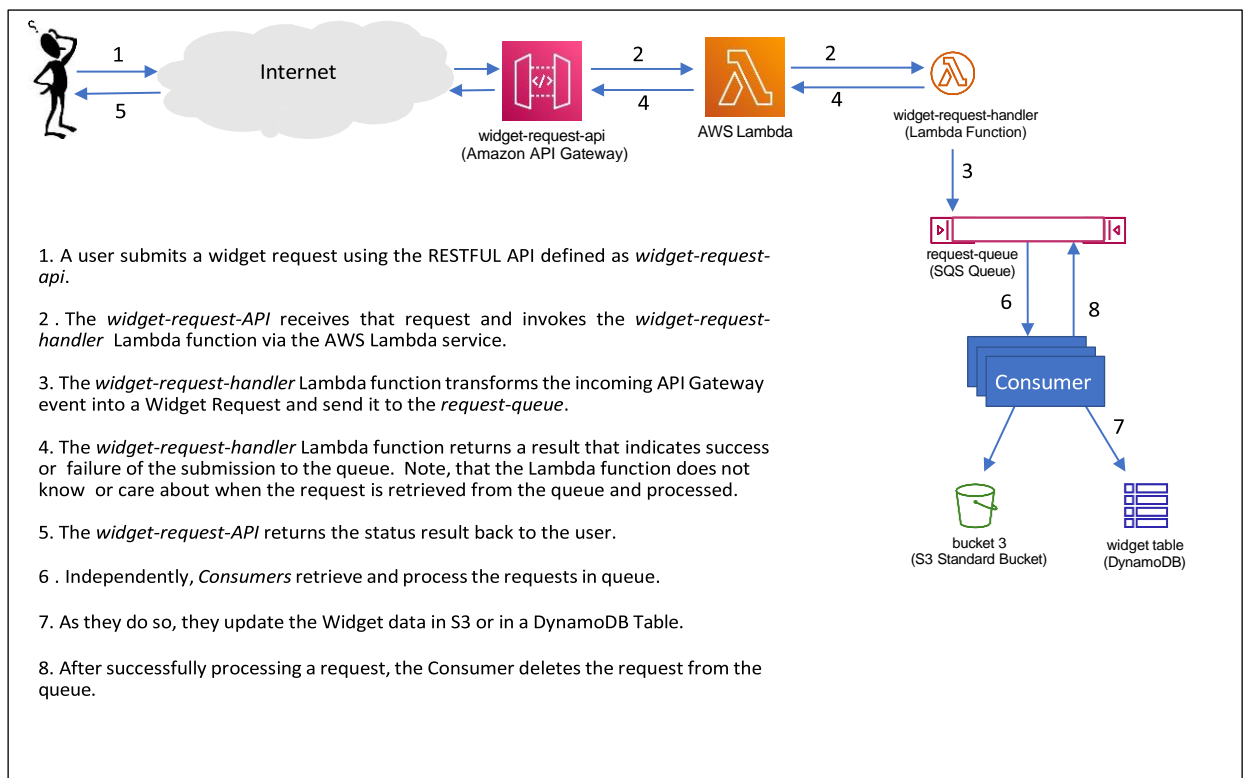 1
5
Internet
2
4
2
4
widget-request-api
(Amazon API Gateway)
AWS Lambda
widget-request-handler
(Lambda Function)
3
request-queue
(SQS Queue)
6
8
Consumer
7
bucket 3
(S3 Standard Bucket)
widget table
(DynamoDB)
1. A user submits a widget request using the RESTFUL API defined as widget-request-
api.
2 . The widget-request-API receives that request and invokes the widget-request-
handler Lambda function via the AWS Lambda service.
3. The widget-request-handler Lambda function transforms the incoming API Gateway
event into a Widget Request and send it to the request-queue.
4. The widget-request-handler Lambda function returns a result that indicates success
or failure of the submission to the queue. Note, that the Lambda function does not
know or care about when the request is retrieved from the queue and processed.
5. The widget-request-API returns the status result back to the user.
6 . Independently, Consumers retrieve and process the requests in queue.
7. As they do so, they update the Widget data in S3 or in a DynamoDB Table.
8. After successfully processing a request, the Consumer deletes the request from the
queue.